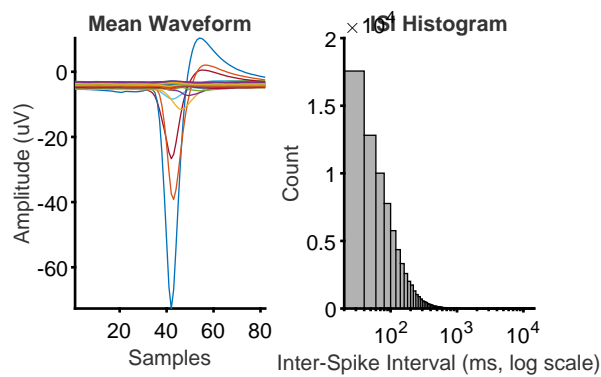 Mean Waveform
0
-20
-40
-60
Amplitude (uV)
20 40 60 80
Samples
ISI Histogram
×10^4
2
1.5
1
0.5
0
Count
10^2 10^3 10^4
Inter-Spike Interval (ms, log scale)